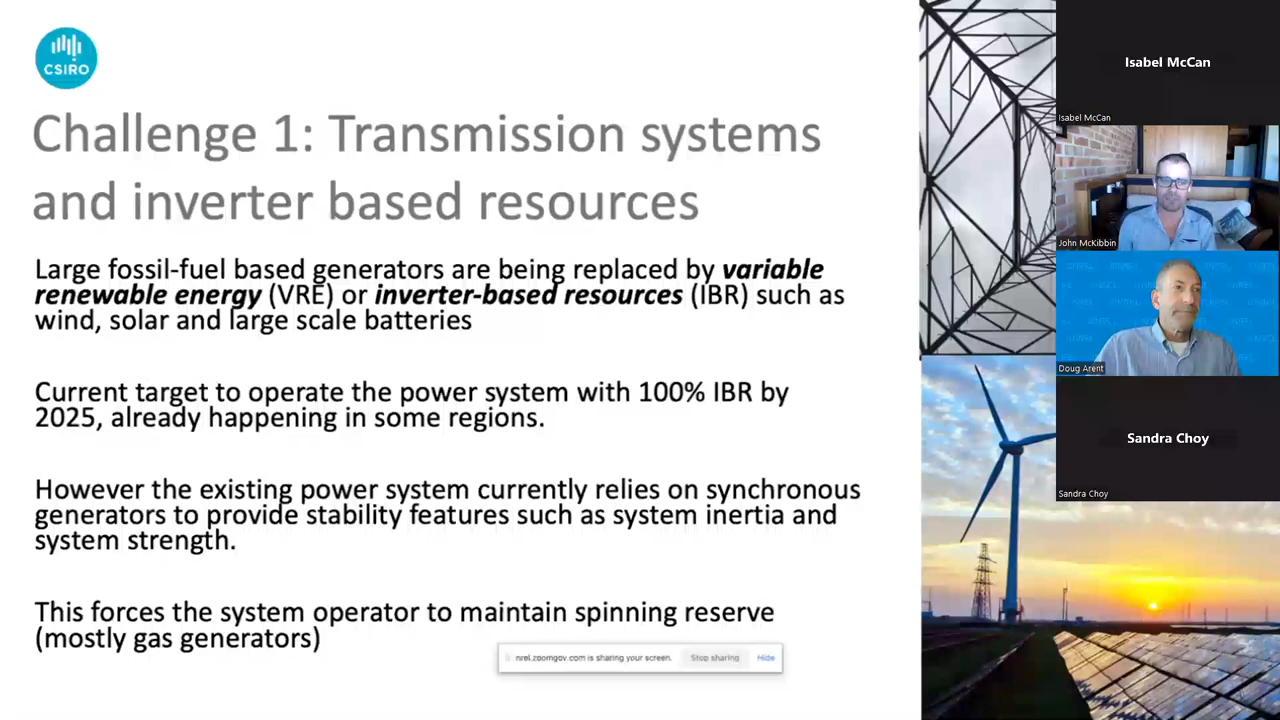 CSIRO
Challenge 1: Transmission systems
and inverter based resources
Large fossil-fuel based generators are being replaced by variable
renewable energy (VRE) or inverter-based resources (IBR) such as
wind, solar and large scale batteries
Current target to operate the power system with 100% IBR by
2025, already happening in some regions.
However the existing power system currently relies on synchronous
generators to provide stability features such as system inertia and
system strength.
This forces the system operator to maintain spinning reserve
(mostly gas generators)
nrel.zoomgov.com is sharing your screen. Stop sharing Hide
Isabel McCan
Isabel McCan
John McKibbin
Doug Arent
Sandra Choy
Sandra Choy